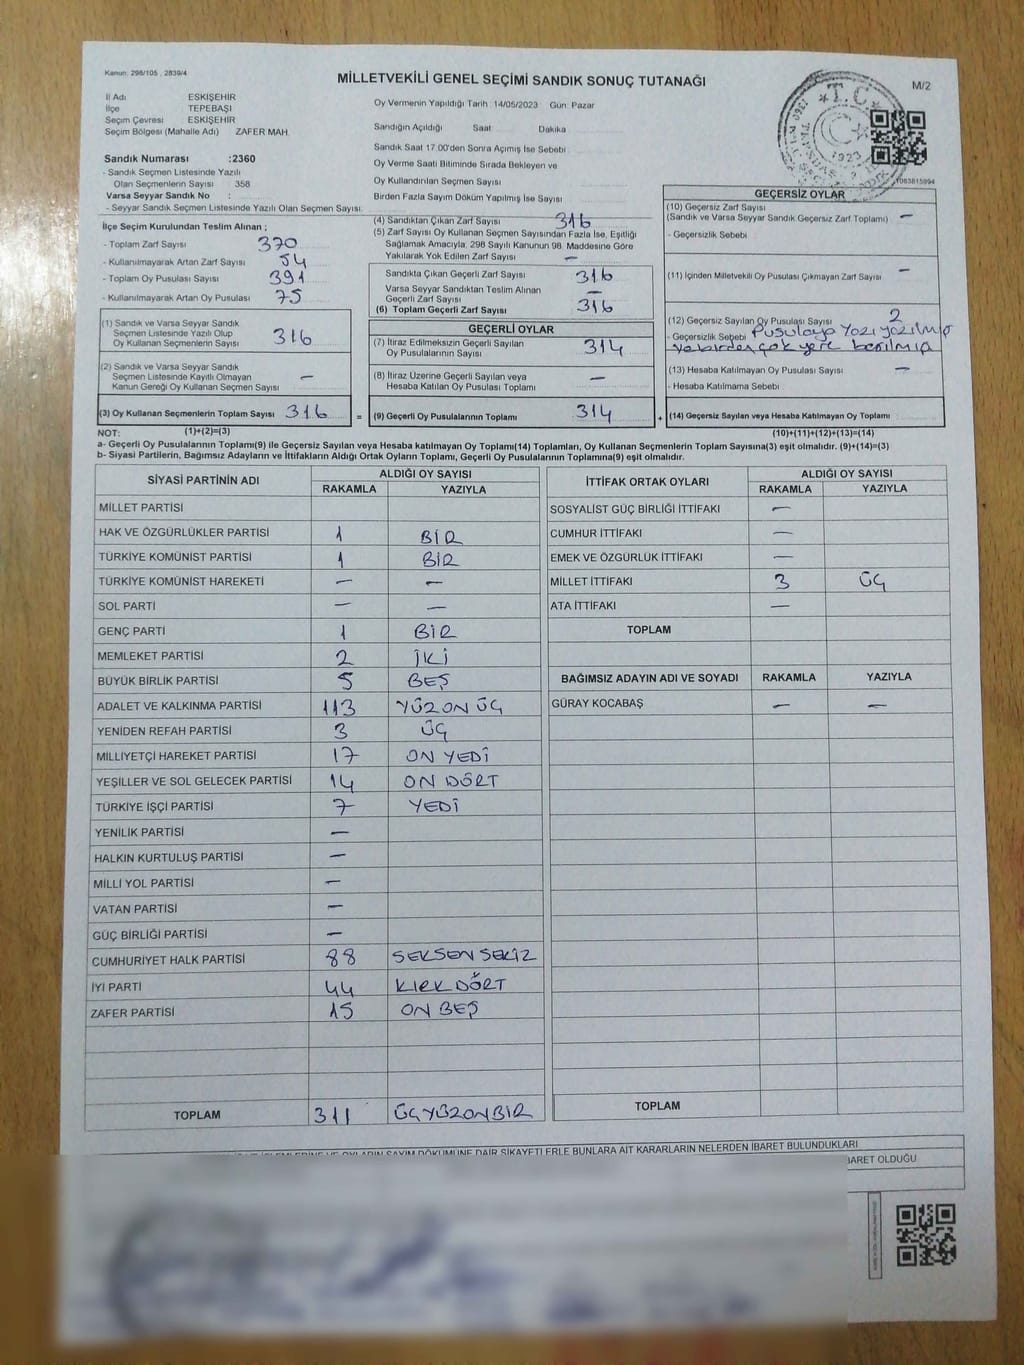 Kanun: 298/105 , 2839/4
MİLLETVEKİLİ GENEL SEÇİMİ SANDIK SONUÇ TUTANAĞI
M/2
İl Adı ESKİŞEHİR
İlçe TEPEBAŞI
Seçim Çevresi ESKİŞEHİR
Seçim Bölgesi (Mahalle Adı) ZAFER MAH.
Sandık Numarası :2360
- Sandık Seçmen Listesinde Yazılı
Olan Seçmenlerin Sayısı 358
Varsa Seyyar Sandık No :
- Seyyar Sandık Seçmen Listesinde Yazılı Olan Seçmen Sayısı:
Oy Vermenin Yapıldığı Tarih :14/05/2023 Gün: Pazar
Sandığın Açıldığı Saat Dakika
Sandık Saat 17.00'den Sonra Açılmış İse Sebebi
Oy Verme Saati Bitiminde Sırada Bekleyen ve
Oy Kullandırılan Seçmen Sayısı
Birden Fazla Sayım Döküm Yapılmış İse Sayısı
T.C.
1923
1083815994
İlçe Seçim Kurulundan Teslim Alınan ;
- Toplam Zarf Sayısı 370
- Kullanılmayarak Artan Zarf Sayısı 54
- Toplam Oy Pusulası Sayısı 391
- Kullanılmayarak Artan Oy Pusulası 75
(4) Sandıktan Çıkan Zarf Sayısı 316
(5) Zarf Sayısı Oy Kullanan Seçmen Sayısından Fazla İse, Eşitliği
Sağlamak Amacıyla, 298 Sayılı Kanunun 98. Maddesine Göre
Yakılarak Yok Edilen Zarf Sayısı —
Sandıkta Çıkan Geçerli Zarf Sayısı 316
Varsa Seyyar Sandıktan Teslim Alınan
Geçerli Zarf Sayısı —
(6) Toplam Geçerli Zarf Sayısı 316
GEÇERSİZ OYLAR
(10) Geçersiz Zarf Sayısı
(Sandık ve Varsa Seyyar Sandık Geçersiz Zarf Toplamı) —
- Geçersizlik Sebebi
(11) İçinden Milletvekili Oy Pusulası Çıkmayan Zarf Sayısı —
(12) Geçersiz Sayılan Oy Pusulası Sayısı 2
- Geçersizlik Sebebi Pusulaya Yazı yazılmış
ve birden çok yere basılmış
(13) Hesaba Katılmayan Oy Pusulası Sayısı —
- Hesaba Katılmama Sebebi
(1) Sandık ve Varsa Seyyar Sandık
Seçmen Listesinde Yazılı Olup
Oy Kullanan Seçmenlerin Sayısı 316
(2) Sandık ve Varsa Seyyar Sandık
Seçmen Listesinde Kayıtlı Olmayan
Kanun Gereği Oy Kullanan Seçmen Sayısı —
GEÇERLİ OYLAR
(7) İtiraz Edilmeksizin Geçerli Sayılan
Oy Pusulalarının Sayısı 314
(8) İtiraz Üzerine Geçerli Sayılan veya
Hesaba Katılan Oy Pusulası Toplamı —
(3) Oy Kullanan Seçmenlerin Toplam Sayısı 316 = (9) Geçerli Oy Pusulalarının Toplamı 314 + (14) Geçersiz Sayılan veya Hesaba Katılmayan Oy Toplamı
NOT: (1)+(2)=(3) (10)+(11)+(12)+(13)=(14)
a- Geçerli Oy Pusulalarının Toplamı(9) ile Geçersiz Sayılan veya Hesaba katılmayan Oy Toplamı(14) Toplamları, Oy Kullanan Seçmenlerin Toplam Sayısına(3) eşit olmalıdır. (9)+(14)=(3)
b- Siyasi Partilerin, Bağımsız Adayların ve İttifakların Aldığı Ortak Oyların Toplamı, Geçerli Oy Pusulalarının Toplamına(9) eşit olmalıdır.
SİYASİ PARTİNİN ADI ALDIĞI OY SAYISI
RAKAMLA YAZIYLA
MİLLET PARTİSİ
HAK VE ÖZGÜRLÜKLER PARTİSİ 1 BİR
TÜRKİYE KOMÜNİST PARTİSİ 1 BİR
TÜRKİYE KOMÜNİST HAREKETİ — —
SOL PARTİ — —
GENÇ PARTİ 1 BİR
MEMLEKET PARTİSİ 2 İKİ
BÜYÜK BİRLİK PARTİSİ 5 BEŞ
ADALET VE KALKINMA PARTİSİ 113 YÜZON ÜÇ
YENİDEN REFAH PARTİSİ 3 ÜÇ
MİLLİYETÇİ HAREKET PARTİSİ 17 ON YEDİ
YEŞİLLER VE SOL GELECEK PARTİSİ 14 ON DÖRT
TÜRKİYE İŞÇİ PARTİSİ 7 YEDİ
YENİLİK PARTİSİ —
HALKIN KURTULUŞ PARTİSİ —
MİLLİ YOL PARTİSİ —
VATAN PARTİSİ —
GÜÇ BİRLİĞİ PARTİSİ —
CUMHURİYET HALK PARTİSİ 88 SEKSEN SEKİZ
İYİ PARTİ 44 KIRK DÖRT
ZAFER PARTİSİ 15 ON BEŞ
TOPLAM 311 ÜÇYÜZONBİR
İTTİFAK ORTAK OYLARI ALDIĞI OY SAYISI
RAKAMLA YAZIYLA
SOSYALİST GÜÇ BİRLİĞİ İTTİFAKI —
CUMHUR İTTİFAKI —
EMEK VE ÖZGÜRLÜK İTTİFAKI —
MİLLET İTTİFAKI 3 ÜÇ
ATA İTTİFAKI —
TOPLAM
BAĞIMSIZ ADAYIN ADI VE SOYADI RAKAMLA YAZIYLA
GÜRAY KOCABAŞ — —
TOPLAM
OYLARIN SAYIM DÖKÜMÜNE DAİR ŞİKAYETLERLE BUNLARA AİT KARARLARIN NELERDEN İBARET BULUNDUKLARI
İBARET OLDUĞU